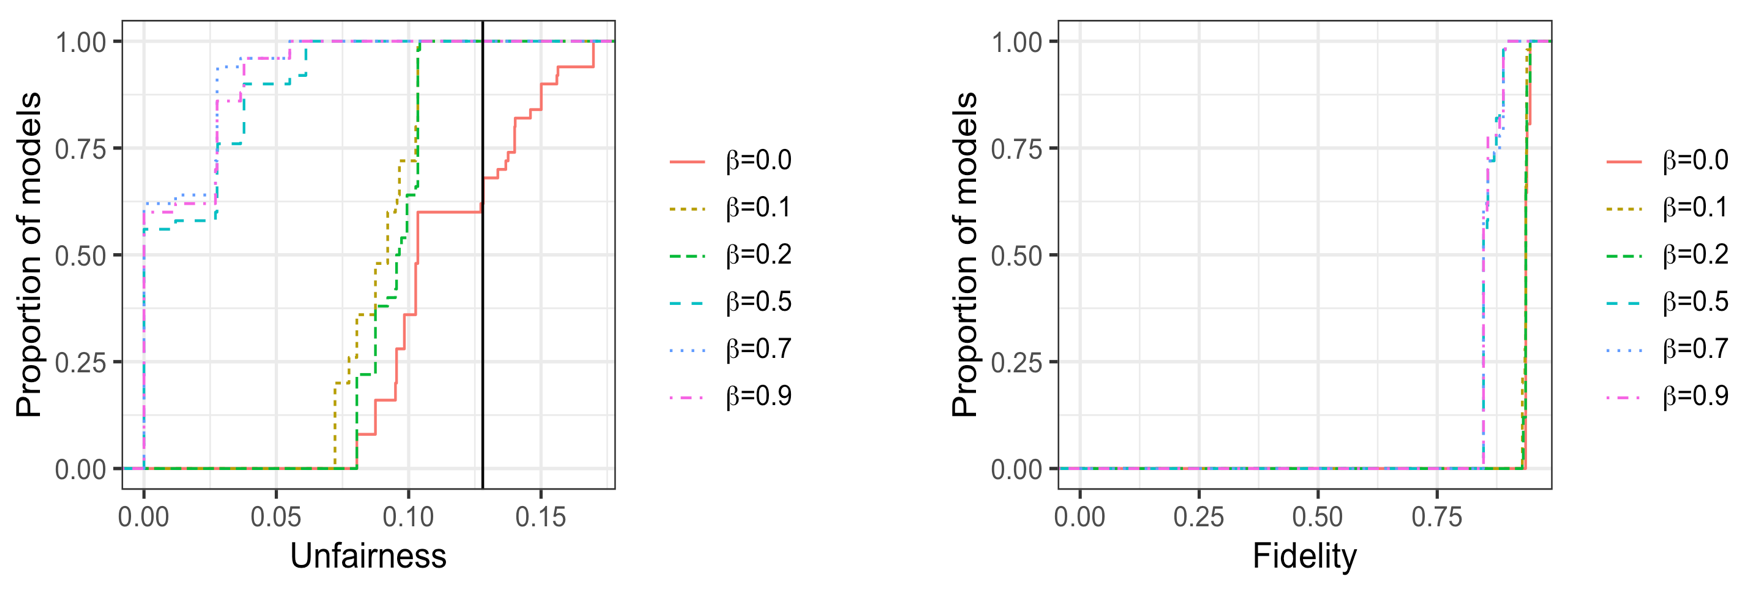 Proportion of models
1.00
0.75
0.50
0.25
0.00
0.00 0.05 0.10 0.15
Unfairness
β=0.0
β=0.1
β=0.2
β=0.5
β=0.7
β=0.9
Proportion of models
1.00
0.75
0.50
0.25
0.00
0.00 0.25 0.50 0.75
Fidelity
β=0.0
β=0.1
β=0.2
β=0.5
β=0.7
β=0.9